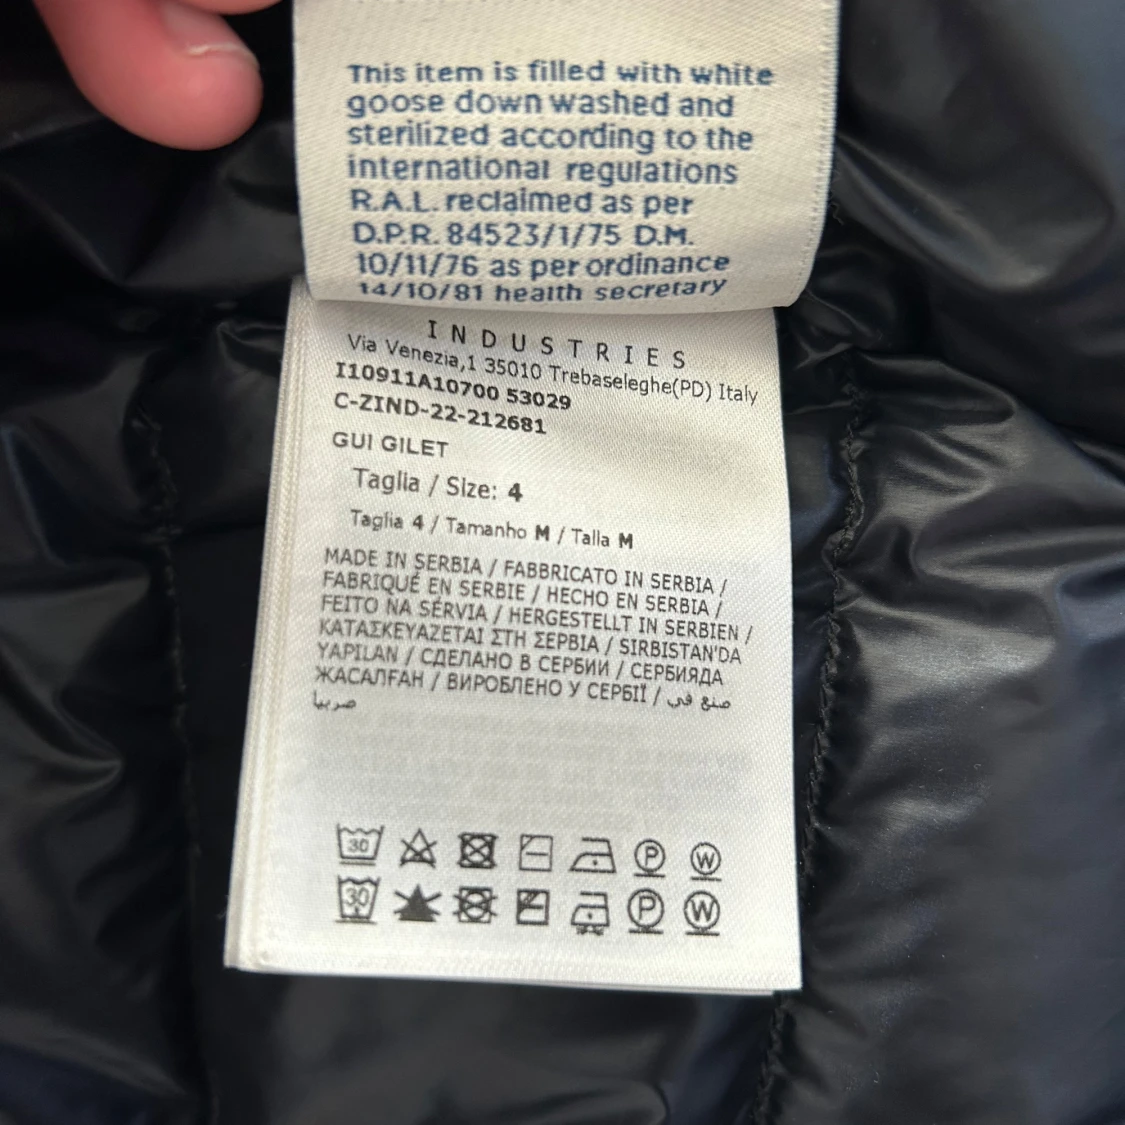 This item is filled with white
goose down washed and
sterilized according to the
international regulations
R.A.L. reclaimed as per
D.P.R. 84523/1/75 D.M.
10/11/76 as per ordinance
14/10/81 health secretary
INDUSTRIES
Via Venezia,1 35010 Trebaseleghe(PD) Italy
I10911A10700 53029
C-ZIND-22-212681
GUI GILET
Taglia / Size: 4
Taglia 4 / Tamanho M / Talla M
MADE IN SERBIA / FABBRICATO IN SERBIA /
FABRIQUÉ EN SERBIE / HECHO EN SERBIA /
FEITO NA SÉRVIA / HERGESTELLT IN SERBIEN /
ΚΑΤΑΣΚΕΥΑΖΕΤΑΙ ΣΤΗ ΣΕΡΒΙΑ / SIRBISTAN'DA
YAPILAN / СДЕЛАНО В СЕРБИИ / СЕРБИЯДА
ЖАСАЛҒАН / ВИРОБЛЕНО У СЕРБІЇ / صنع في
صربيا
30 P W
30 P W